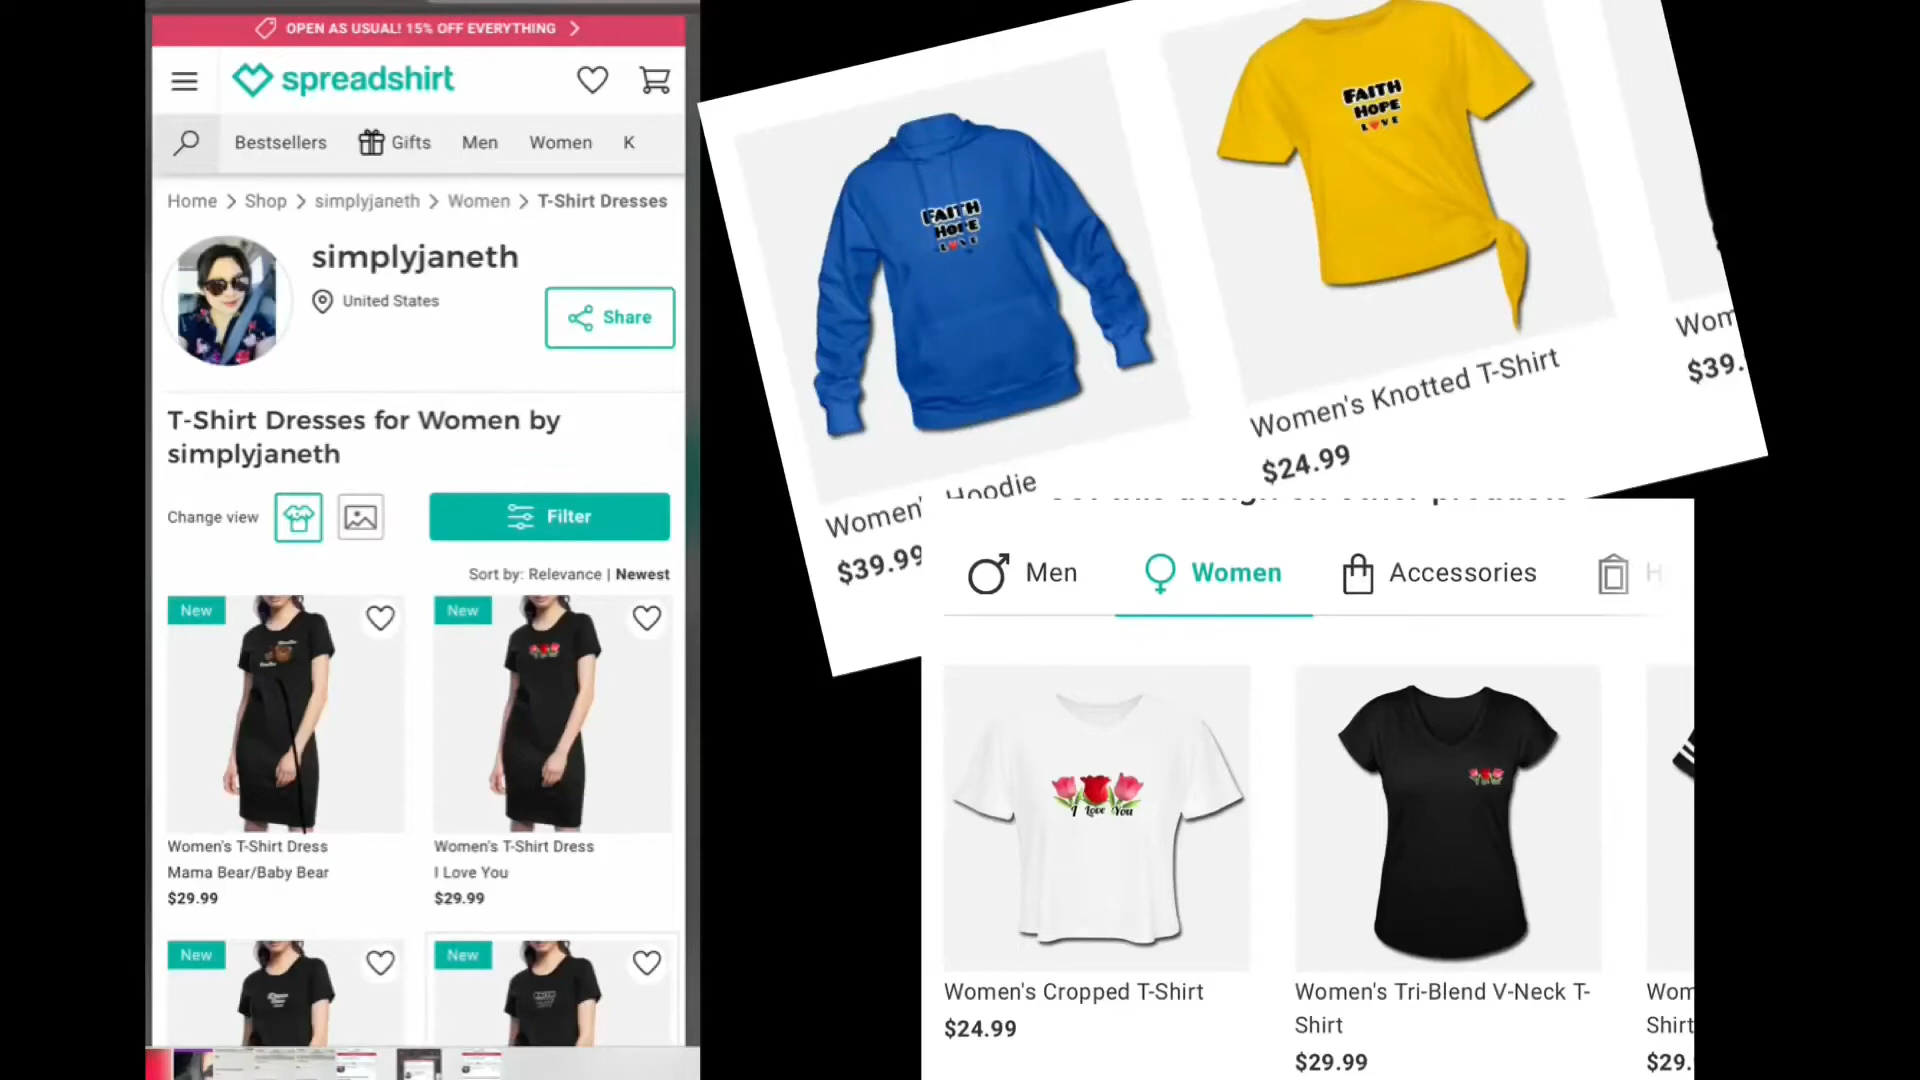 OPEN AS USUAL! 15% OFF EVERYTHING
spreadshirt
Bestsellers Gifts Men Women K
Home > Shop > simplyjaneth > Women > T-Shirt Dresses
simplyjaneth
United States
Share
T-Shirt Dresses for Women by
simplyjaneth
Change view
Filter
Sort by: Relevance | Newest
New
New
Women's T-Shirt Dress
Mama Bear/Baby Bear
$29.99
Women's T-Shirt Dress
I Love You
$29.99
New
New
FAITH
FAITH
HOPE
LOVE
Women' Hoodie
$39.99
FAITH
HOPE
LOVE
Women's Knotted T-Shirt
$24.99
Wom
$39.
Men Women Accessories H
I Love You
Women's Cropped T-Shirt
$24.99
Women's Tri-Blend V-Neck T-
Shirt
$29.99
Wom
Shirt
$29.